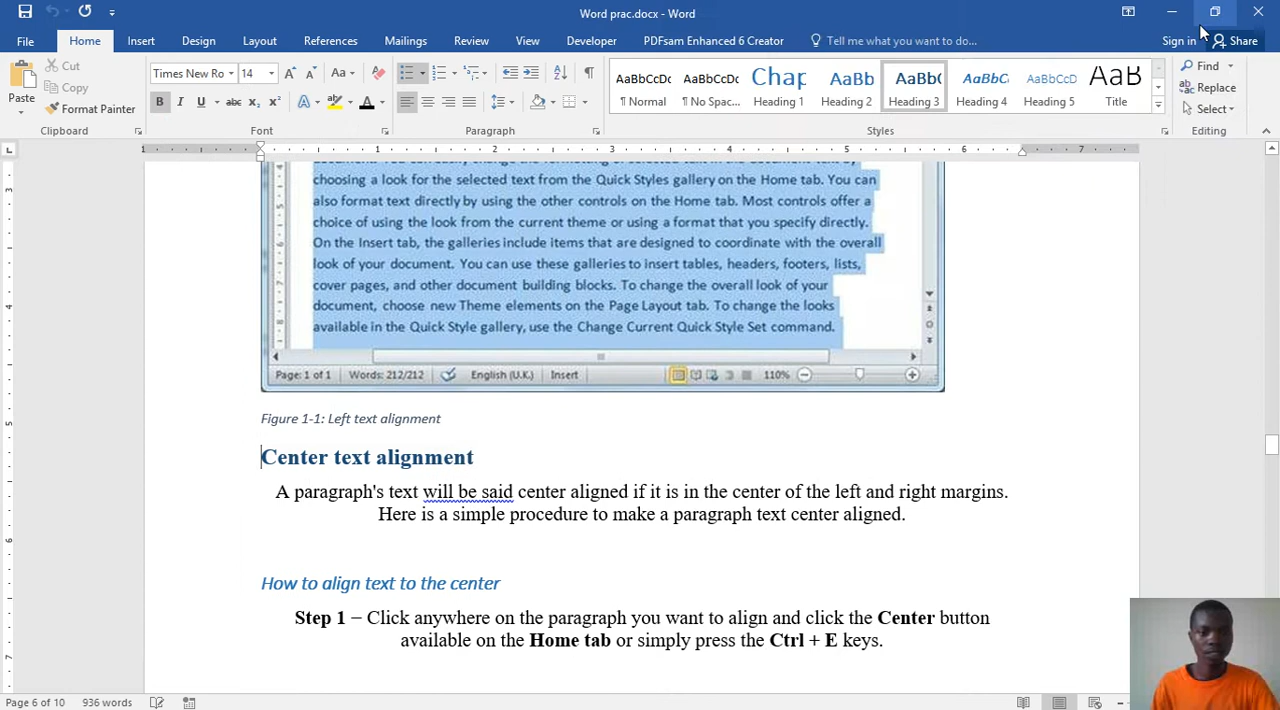 Word prac.docx - Word
File Home Insert Design Layout References Mailings Review View Developer PDFsam Enhanced 6 Creator Tell me what you want to do... Sign in Share
Paste
Cut
Copy
Format Painter
Clipboard
Times New Ro 14
Font
Paragraph
AaBbCcDc AaBbCcDc Chap AaBb AaBb( AaBbCcD AaBbCcD AaB
¶ Normal ¶ No Spac... Heading 1 Heading 2 Heading 3 Heading 4 Heading 5 Title
Styles
Find
Replace
Select
Editing
1 1 2 3 4 5 6 7
choosing a look for the selected text from the Quick Styles gallery on the Home tab. You can
also format text directly by using the other controls on the Home tab. Most controls offer a
choice of using the look from the current theme or using a format that you specify directly.
On the Insert tab, the galleries include items that are designed to coordinate with the overall
look of your document. You can use these galleries to insert tables, headers, footers, lists,
cover pages, and other document building blocks. To change the overall look of your
document, choose new Theme elements on the Page Layout tab. To change the looks
available in the Quick Style gallery, use the Change Current Quick Style Set command.
Page: 1 of 1 Words: 212/212 English (U.K.) Insert 110%
Figure 1-1: Left text alignment
Center text alignment
A paragraph's text will be said center aligned if it is in the center of the left and right margins.
Here is a simple procedure to make a paragraph text center aligned.
How to align text to the center
Step 1 − Click anywhere on the paragraph you want to align and click the Center button
available on the Home tab or simply press the Ctrl + E keys.
Page 6 of 10 936 words